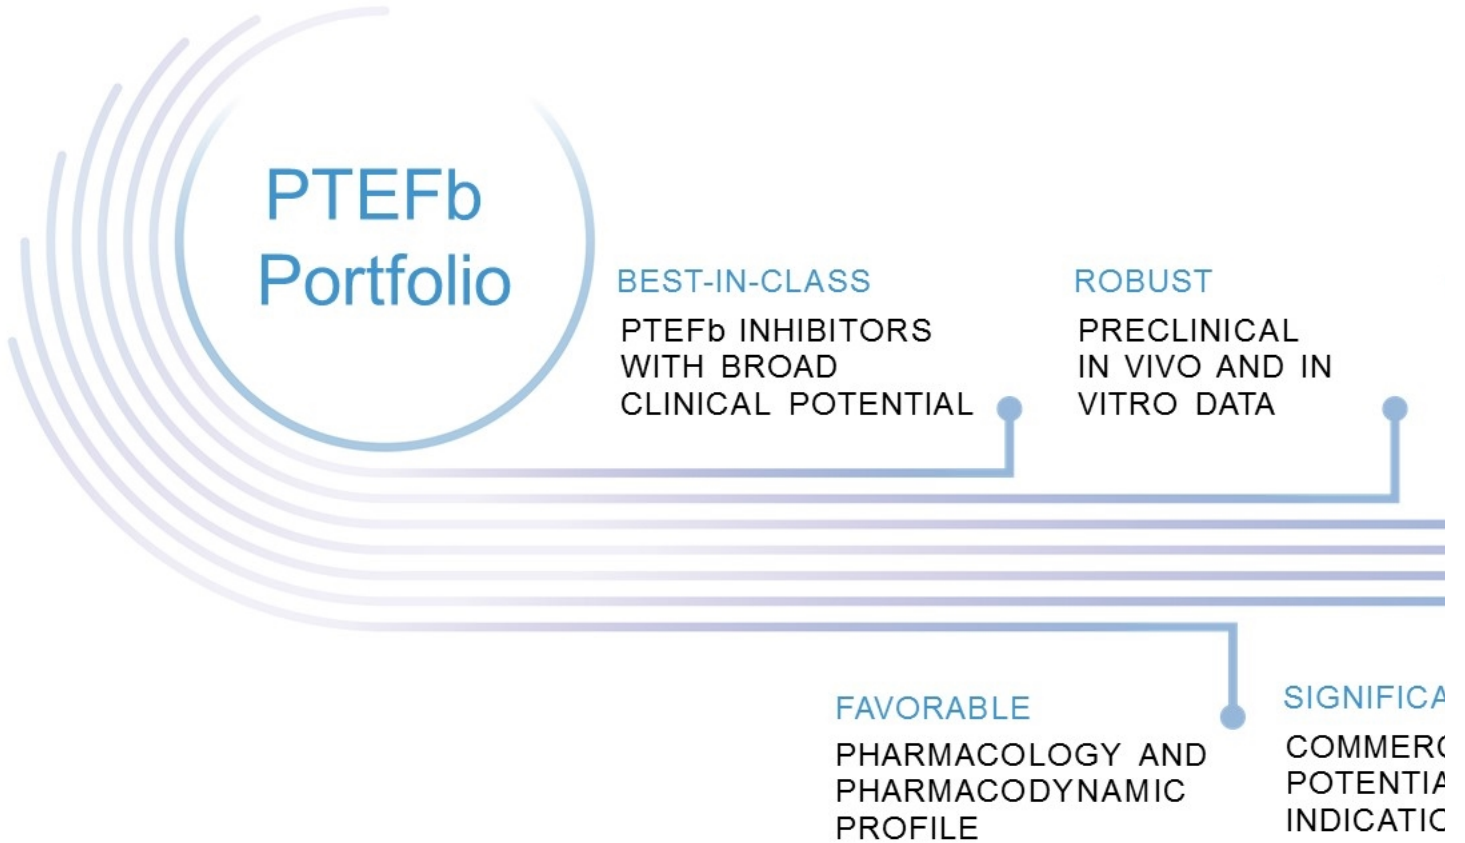 PTEFb
Portfolio
BEST-IN-CLASS
PTEFb INHIBITORS
WITH BROAD
CLINICAL POTENTIAL
ROBUST
PRECLINICAL
IN VIVO AND IN
VITRO DATA
FAVORABLE
PHARMACOLOGY AND
PHARMACODYNAMIC
PROFILE